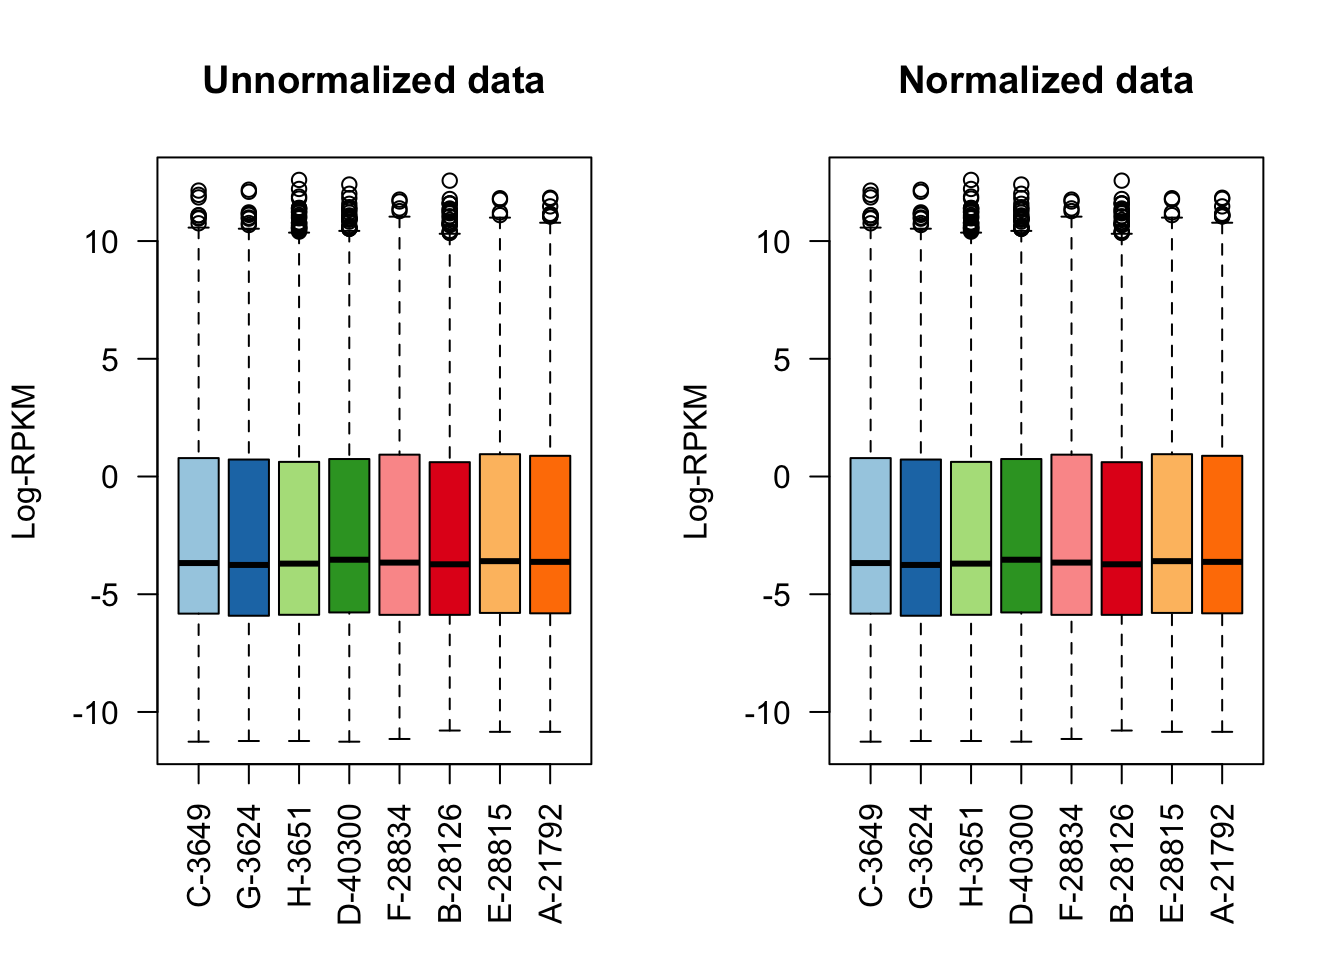 Unnormalized data
Log-RPKM
10
5
0
-5
-10
C-3649
G-3624
H-3651
D-40300
F-28834
B-28126
E-28815
A-21792
Normalized data
Log-RPKM
10
5
0
-5
-10
C-3649
G-3624
H-3651
D-40300
F-28834
B-28126
E-28815
A-21792